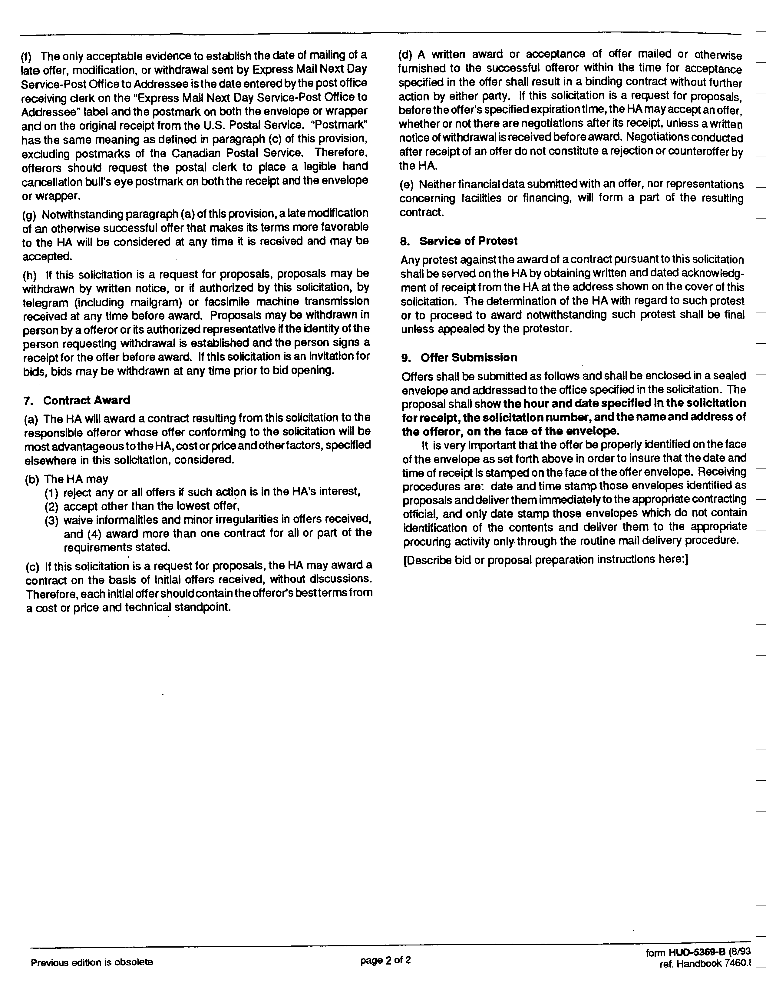 (f) The only acceptable evidence to establish the date of mailing of a
late offer, modification, or withdrawal sent by Express Mail Next Day
Service-Post Office to Addressee is the date entered by the post office
receiving clerk on the "Express Mail Next Day Service-Post Office to
Addressee" label and the postmark on both the envelope or wrapper
and on the original receipt from the U.S. Postal Service. "Postmark"
has the same meaning as defined in paragraph (c) of this provision,
excluding postmarks of the Canadian Postal Service. Therefore,
offerors should request the postal clerk to place a legible hand
cancellation bull's eye postmark on both the receipt and the envelope
or wrapper.
(g) Notwithstanding paragraph (a) of this provision, a late modification
of an otherwise successful offer that makes its terms more favorable
to the HA will be considered at any time it is received and may be
accepted.
(h) If this solicitation is a request for proposals, proposals may be
withdrawn by written notice, or if authorized by this solicitation, by
telegram (including mailgram) or facsimile machine transmission
received at any time before award. Proposals may be withdrawn in
person by a offeror or its authorized representative if the identity of the
person requesting withdrawal is established and the person signs a
receipt for the offer before award. If this solicitation is an invitation for
bids, bids may be withdrawn at any time prior to bid opening.
7. Contract Award
(a) The HA will award a contract resulting from this solicitation to the
responsible offeror whose offer conforming to the solicitation will be
most advantageous to the HA, cost or price and other factors, specified
elsewhere in this solicitation, considered.
(b) The HA may
(1) reject any or all offers if such action is in the HA's interest,
(2) accept other than the lowest offer,
(3) waive informalities and minor irregularities in offers received,
and (4) award more than one contract for all or part of the
requirements stated.
(c) If this solicitation is a request for proposals, the HA may award a
contract on the basis of initial offers received, without discussions.
Therefore, each initial offer should contain the offeror's best terms from
a cost or price and technical standpoint.
(d) A written award or acceptance of offer mailed or otherwise
furnished to the successful offeror within the time for acceptance
specified in the offer shall result in a binding contract without further
action by either party. If this solicitation is a request for proposals,
before the offer's specified expiration time, the HA may accept an offer,
whether or not there are negotiations after its receipt, unless a written
notice of withdrawal is received before award. Negotiations conducted
after receipt of an offer do not constitute a rejection or counteroffer by
the HA.
(e) Neither financial data submitted with an offer, nor representations
concerning facilities or financing, will form a part of the resulting
contract.
8. Service of Protest
Any protest against the award of a contract pursuant to this solicitation
shall be served on the HA by obtaining written and dated acknowledg-
ment of receipt from the HA at the address shown on the cover of this
solicitation. The determination of the HA with regard to such protest
or to proceed to award notwithstanding such protest shall be final
unless appealed by the protestor.
9. Offer Submission
Offers shall be submitted as follows and shall be enclosed in a sealed
envelope and addressed to the office specified in the solicitation. The
proposal shall show the hour and date specified in the solicitation
for receipt, the solicitation number, and the name and address of
the offeror, on the face of the envelope.
It is very important that the offer be properly identified on the face
of the envelope as set forth above in order to insure that the date and
time of receipt is stamped on the face of the offer envelope. Receiving
procedures are: date and time stamp those envelopes identified as
proposals and deliver them immediately to the appropriate contracting
official, and only date stamp those envelopes which do not contain
identification of the contents and deliver them to the appropriate
procuring activity only through the routine mail delivery procedure.
[Describe bid or proposal preparation instructions here:]
Previous edition is obsolete
page 2 of 2
form HUD-5369-B (8/93
ref. Handbook 7460.